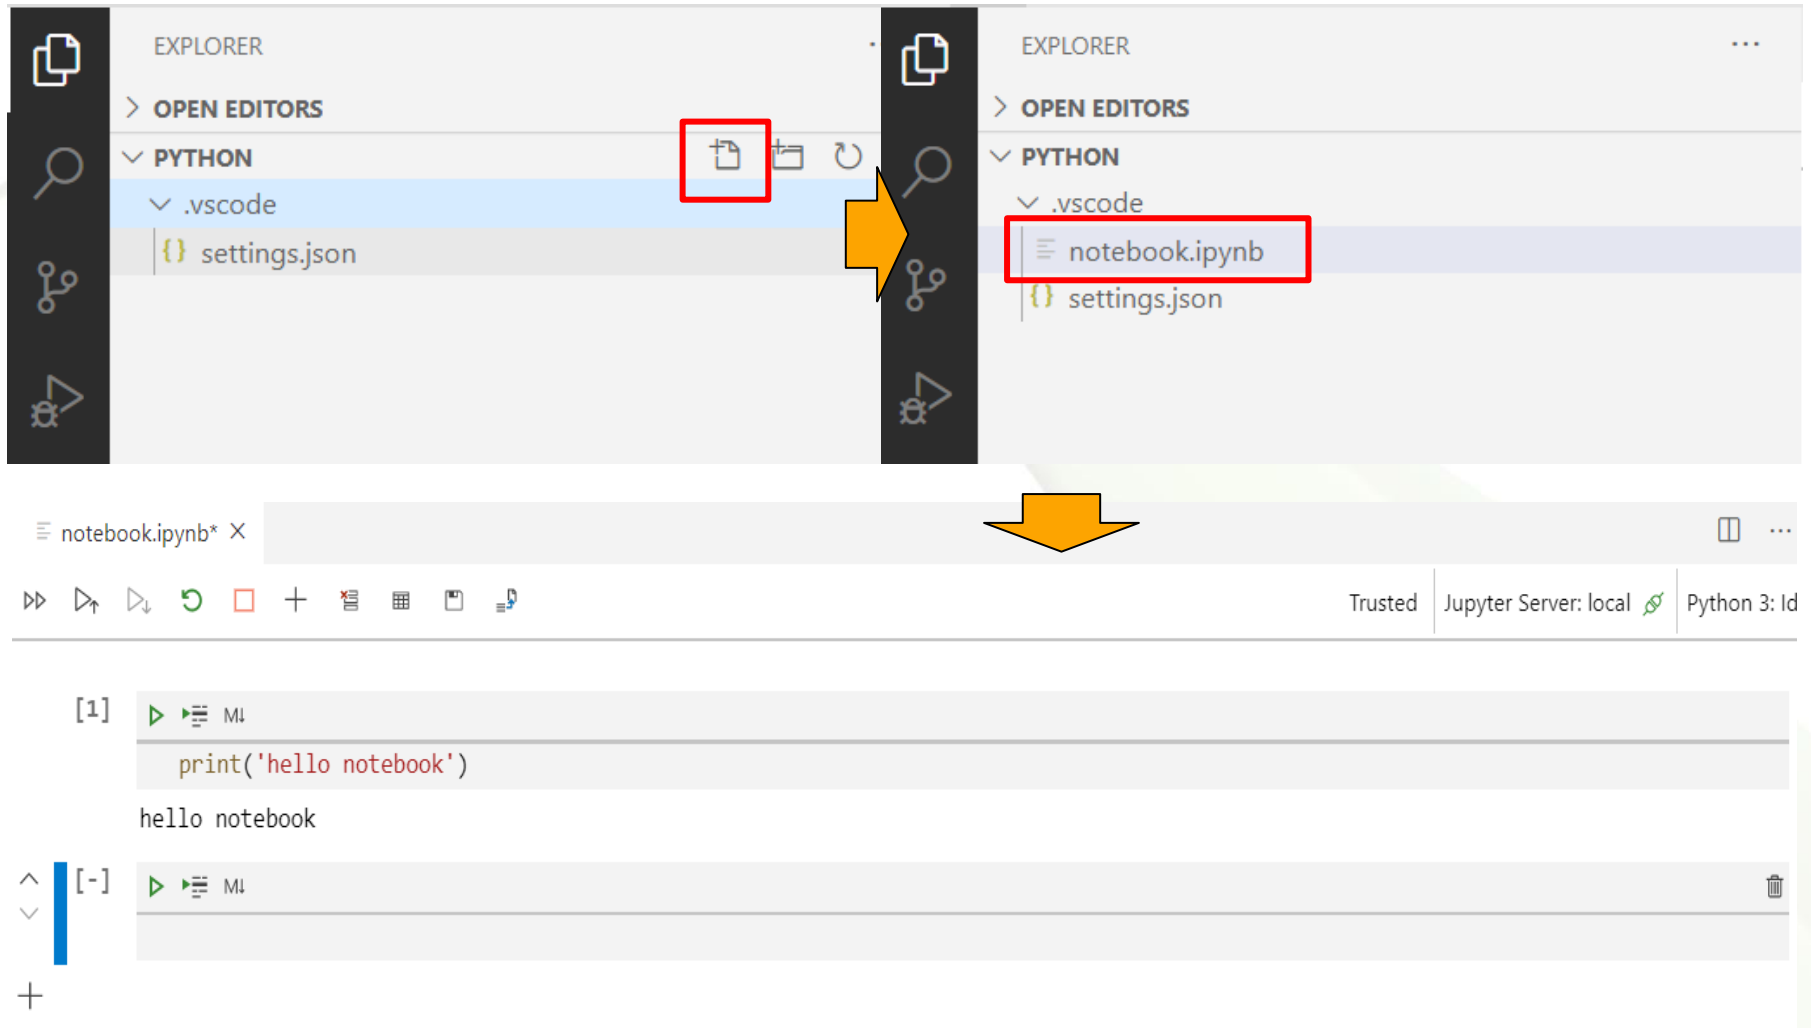 EXPLORER
OPEN EDITORS
PYTHON
.vscode
{} settings.json
EXPLORER
OPEN EDITORS
PYTHON
.vscode
notebook.ipynb
{} settings.json
notebook.ipynb*
Trusted
Jupyter Server: local
Python 3: Id
[1]
M↓
print('hello notebook')
hello notebook
[-]
M↓